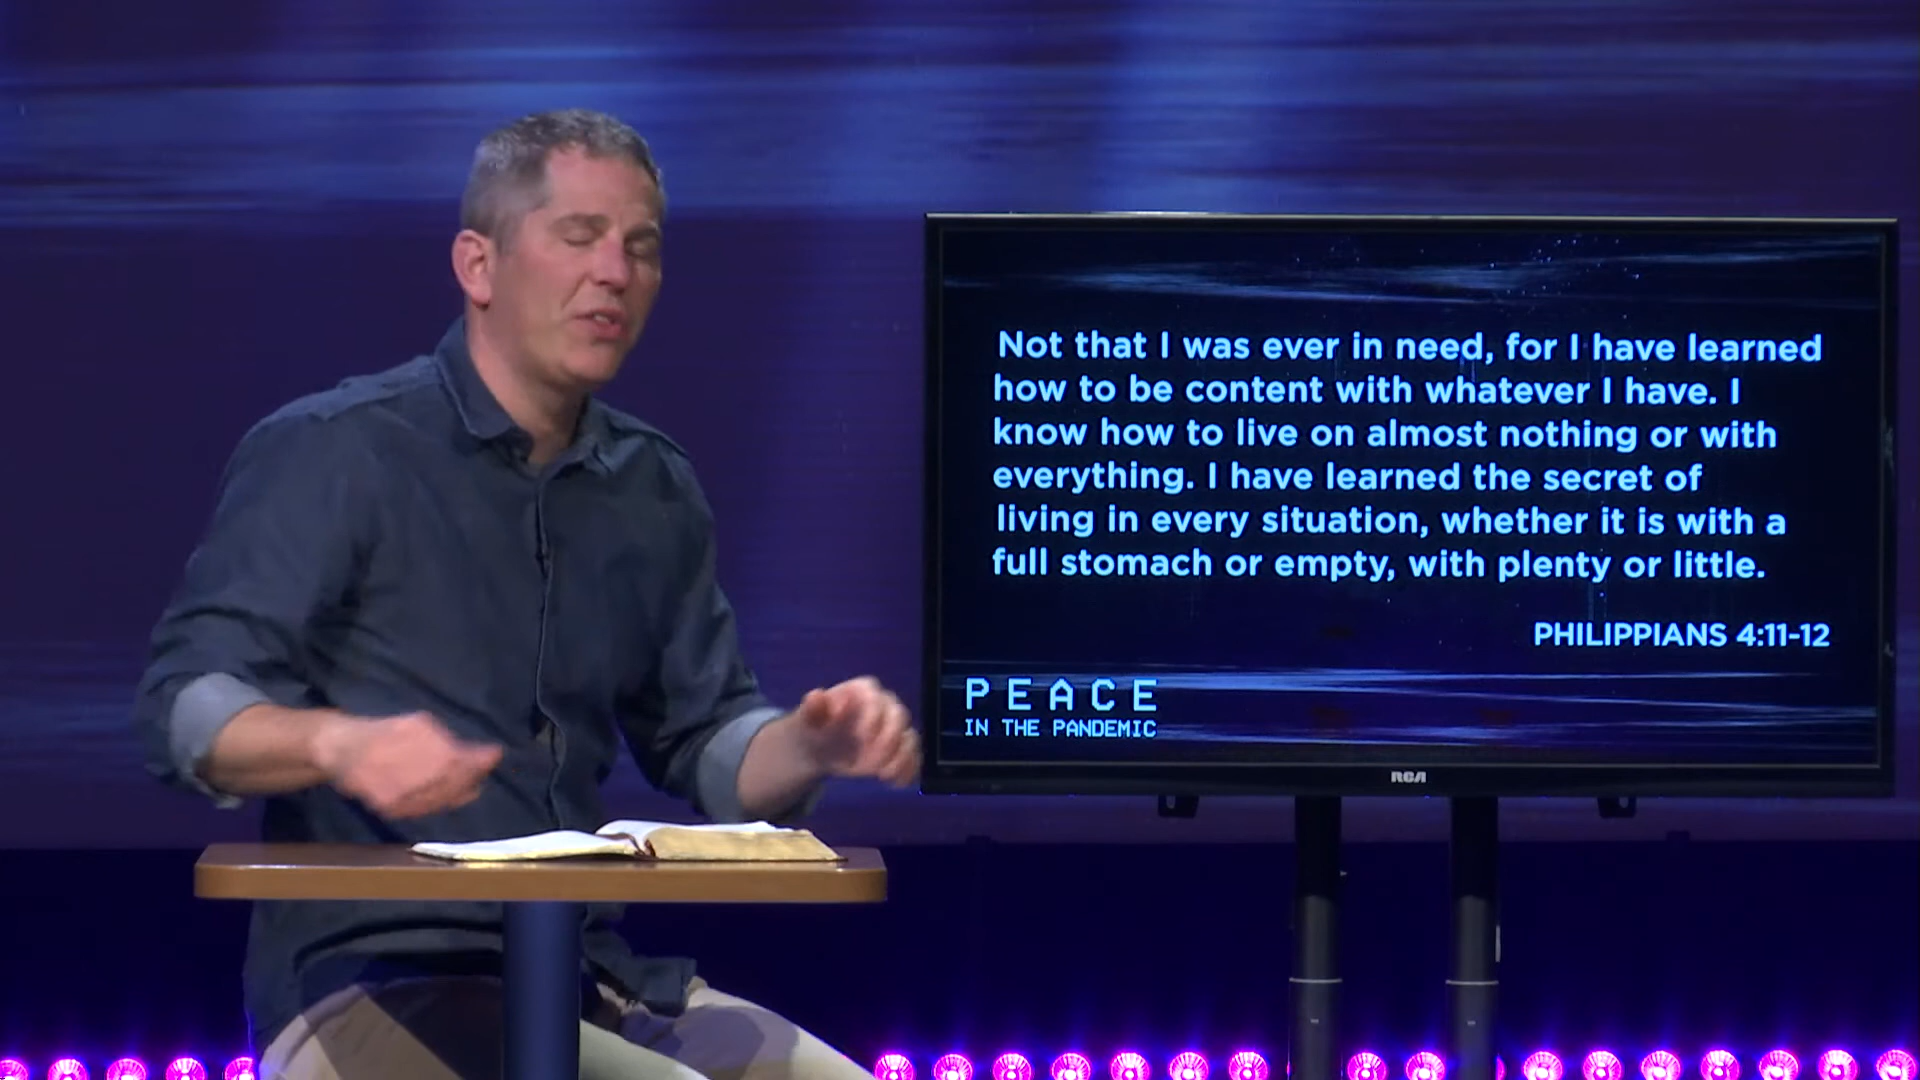 Not that I was ever in need, for I have learned
how to be content with whatever I have. I
know how to live on almost nothing or with
everything. I have learned the secret of
living in every situation, whether it is with a
full stomach or empty, with plenty or little.
PHILIPPIANS 4:11-12
PEACE
IN THE PANDEMIC
RCA